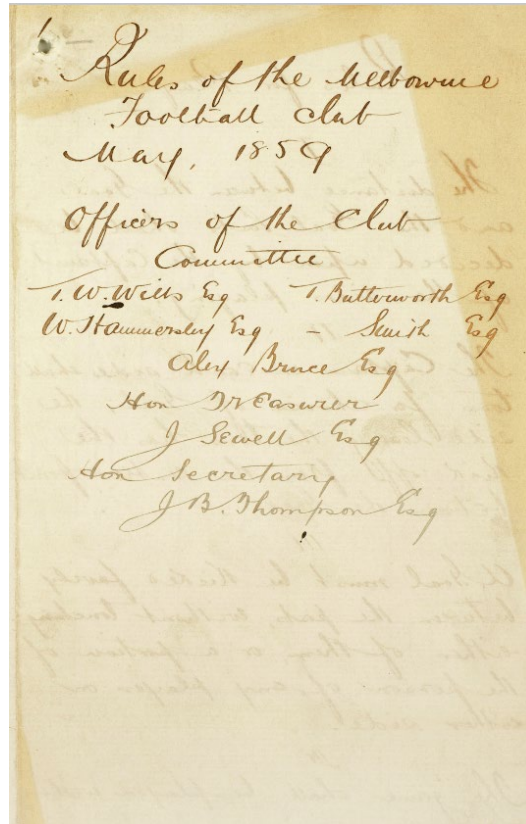 Rules of the Melbourne
Football Club
May, 1859
Officers of the Club
Committee
T. W. Wills Esq T. Butterworth Esq
W. Hammersley Esq – Smith Esq
Alex Bruce Esq
Hon Treasurer
J Sewell Esq
Hon Secretary
J B. Thompson Esq